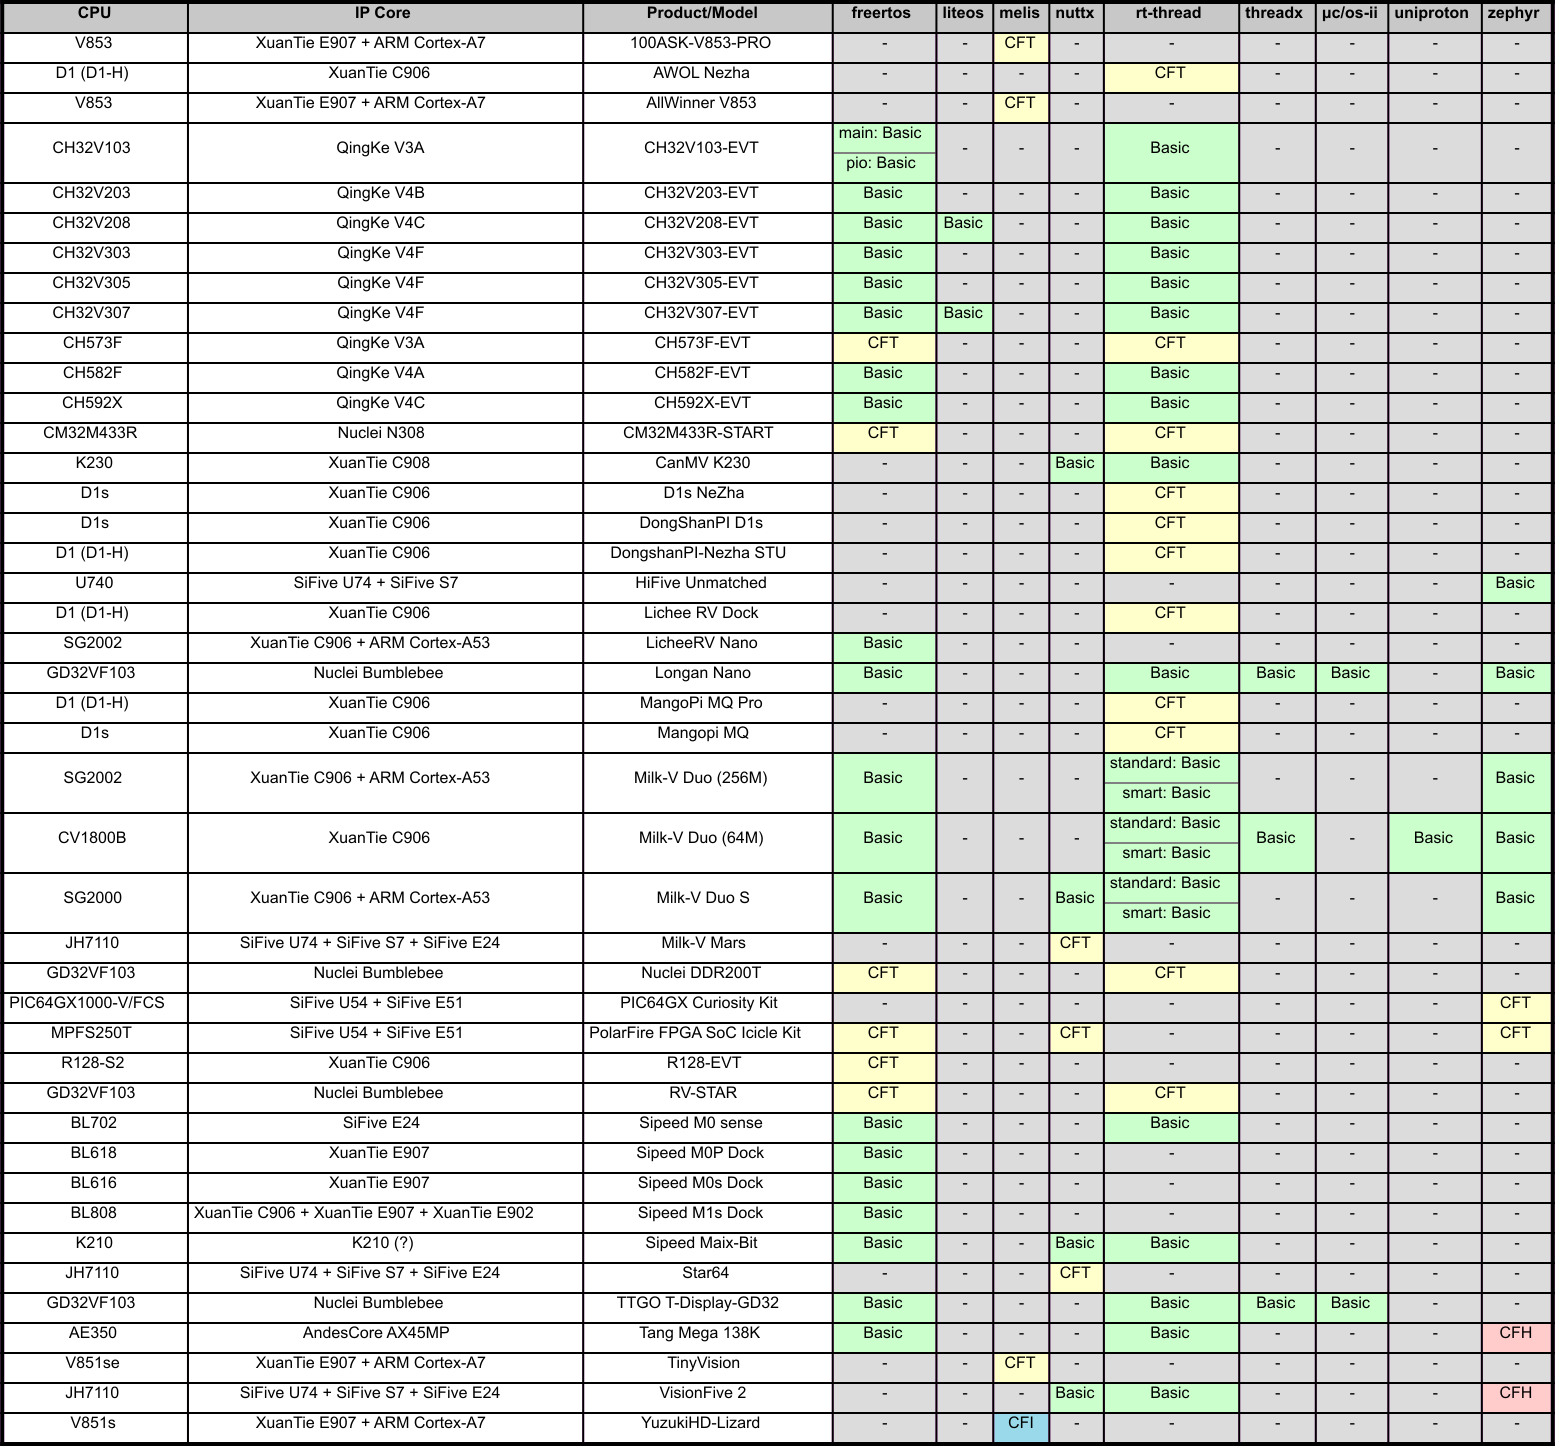 CPU IP Core Product/Model freertos liteos melis nuttx rt-thread threadx µc/os-ii uniproton zephyr
V853 XuanTie E907 + ARM Cortex-A7 100ASK-V853-PRO - - CFT - - - - - -
D1 (D1-H) XuanTie C906 AWOL Nezha - - - - CFT - - - -
V853 XuanTie E907 + ARM Cortex-A7 AllWinner V853 - - CFT - - - - - -
CH32V103 QingKe V3A CH32V103-EVT main: Basic - - - Basic - - - -
pio: Basic
CH32V203 QingKe V4B CH32V203-EVT Basic - - - Basic - - - -
CH32V208 QingKe V4C CH32V208-EVT Basic Basic - - Basic - - - -
CH32V303 QingKe V4F CH32V303-EVT Basic - - - Basic - - - -
CH32V305 QingKe V4F CH32V305-EVT Basic - - - Basic - - - -
CH32V307 QingKe V4F CH32V307-EVT Basic Basic - - Basic - - - -
CH573F QingKe V3A CH573F-EVT CFT - - - CFT - - - -
CH582F QingKe V4A CH582F-EVT Basic - - - Basic - - - -
CH592X QingKe V4C CH592X-EVT Basic - - - Basic - - - -
CM32M433R Nuclei N308 CM32M433R-START CFT - - - CFT - - - -
K230 XuanTie C908 CanMV K230 - - - Basic Basic - - - -
D1s XuanTie C906 D1s NeZha - - - - CFT - - - -
D1s XuanTie C906 DongShanPI D1s - - - - CFT - - - -
D1 (D1-H) XuanTie C906 DongshanPI-Nezha STU - - - - CFT - - - -
U740 SiFive U74 + SiFive S7 HiFive Unmatched - - - - - - - - Basic
D1 (D1-H) XuanTie C906 Lichee RV Dock - - - - CFT - - - -
SG2002 XuanTie C906 + ARM Cortex-A53 LicheeRV Nano Basic - - - - - - - -
GD32VF103 Nuclei Bumblebee Longan Nano Basic - - - Basic Basic Basic - Basic
D1 (D1-H) XuanTie C906 MangoPi MQ Pro - - - - CFT - - - -
D1s XuanTie C906 Mangopi MQ - - - - CFT - - - -
SG2002 XuanTie C906 + ARM Cortex-A53 Milk-V Duo (256M) Basic - - - standard: Basic - - - Basic
smart: Basic
CV1800B XuanTie C906 Milk-V Duo (64M) Basic - - - standard: Basic Basic - Basic Basic
smart: Basic
SG2000 XuanTie C906 + ARM Cortex-A53 Milk-V Duo S Basic - - Basic standard: Basic - - - Basic
smart: Basic
JH7110 SiFive U74 + SiFive S7 + SiFive E24 Milk-V Mars - - - CFT - - - - -
GD32VF103 Nuclei Bumblebee Nuclei DDR200T CFT - - - CFT - - - -
PIC64GX1000-V/FCS SiFive U54 + SiFive E51 PIC64GX Curiosity Kit - - - - - - - - CFT
MPFS250T SiFive U54 + SiFive E51 PolarFire FPGA SoC Icicle Kit CFT - - CFT - - - - CFT
R128-S2 XuanTie C906 R128-EVT CFT - - - - - - - -
GD32VF103 Nuclei Bumblebee RV-STAR CFT - - - CFT - - - -
BL702 SiFive E24 Sipeed M0 sense Basic - - - Basic - - - -
BL618 XuanTie E907 Sipeed M0P Dock Basic - - - - - - - -
BL616 XuanTie E907 Sipeed M0s Dock Basic - - - - - - - -
BL808 XuanTie C906 + XuanTie E907 + XuanTie E902 Sipeed M1s Dock Basic - - - - - - - -
K210 K210 (?) Sipeed Maix-Bit Basic - - Basic Basic - - - -
JH7110 SiFive U74 + SiFive S7 + SiFive E24 Star64 - - - CFT - - - - -
GD32VF103 Nuclei Bumblebee TTGO T-Display-GD32 Basic - - - Basic Basic Basic - -
AE350 AndesCore AX45MP Tang Mega 138K Basic - - - Basic - - - CFH
V851se XuanTie E907 + ARM Cortex-A7 TinyVision - - CFT - - - - - -
JH7110 SiFive U74 + SiFive S7 + SiFive E24 VisionFive 2 - - - Basic Basic - - - CFH
V851s XuanTie E907 + ARM Cortex-A7 YuzukiHD-Lizard - - CFI - - - - - -